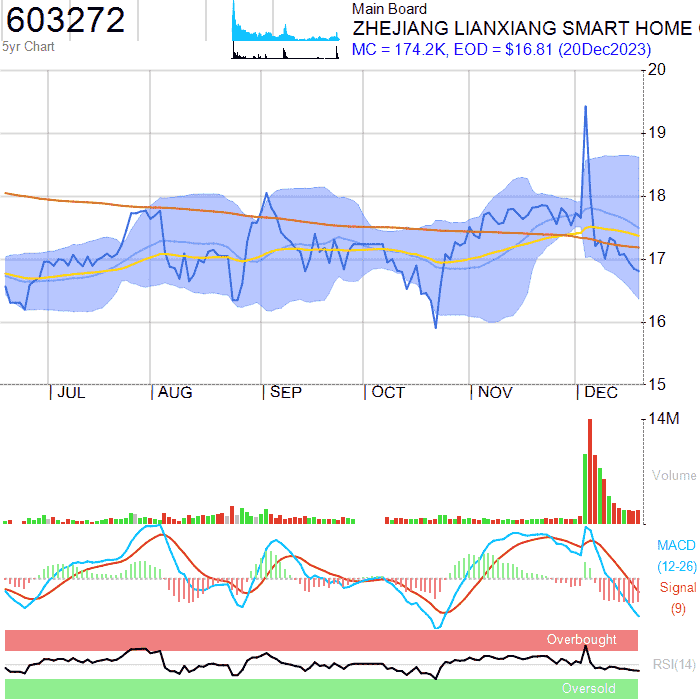 603272
5yr Chart
Main Board
ZHEJIANG LIANXIANG SMART HOME
MC = 174.2K, EOD = $16.81 (20Dec2023)
20
19
18
17
16
15
JUL AUG SEP OCT NOV DEC
14M
Volume
MACD
(12-26)
Signal
(9)
Overbought
RSI(14)
Oversold